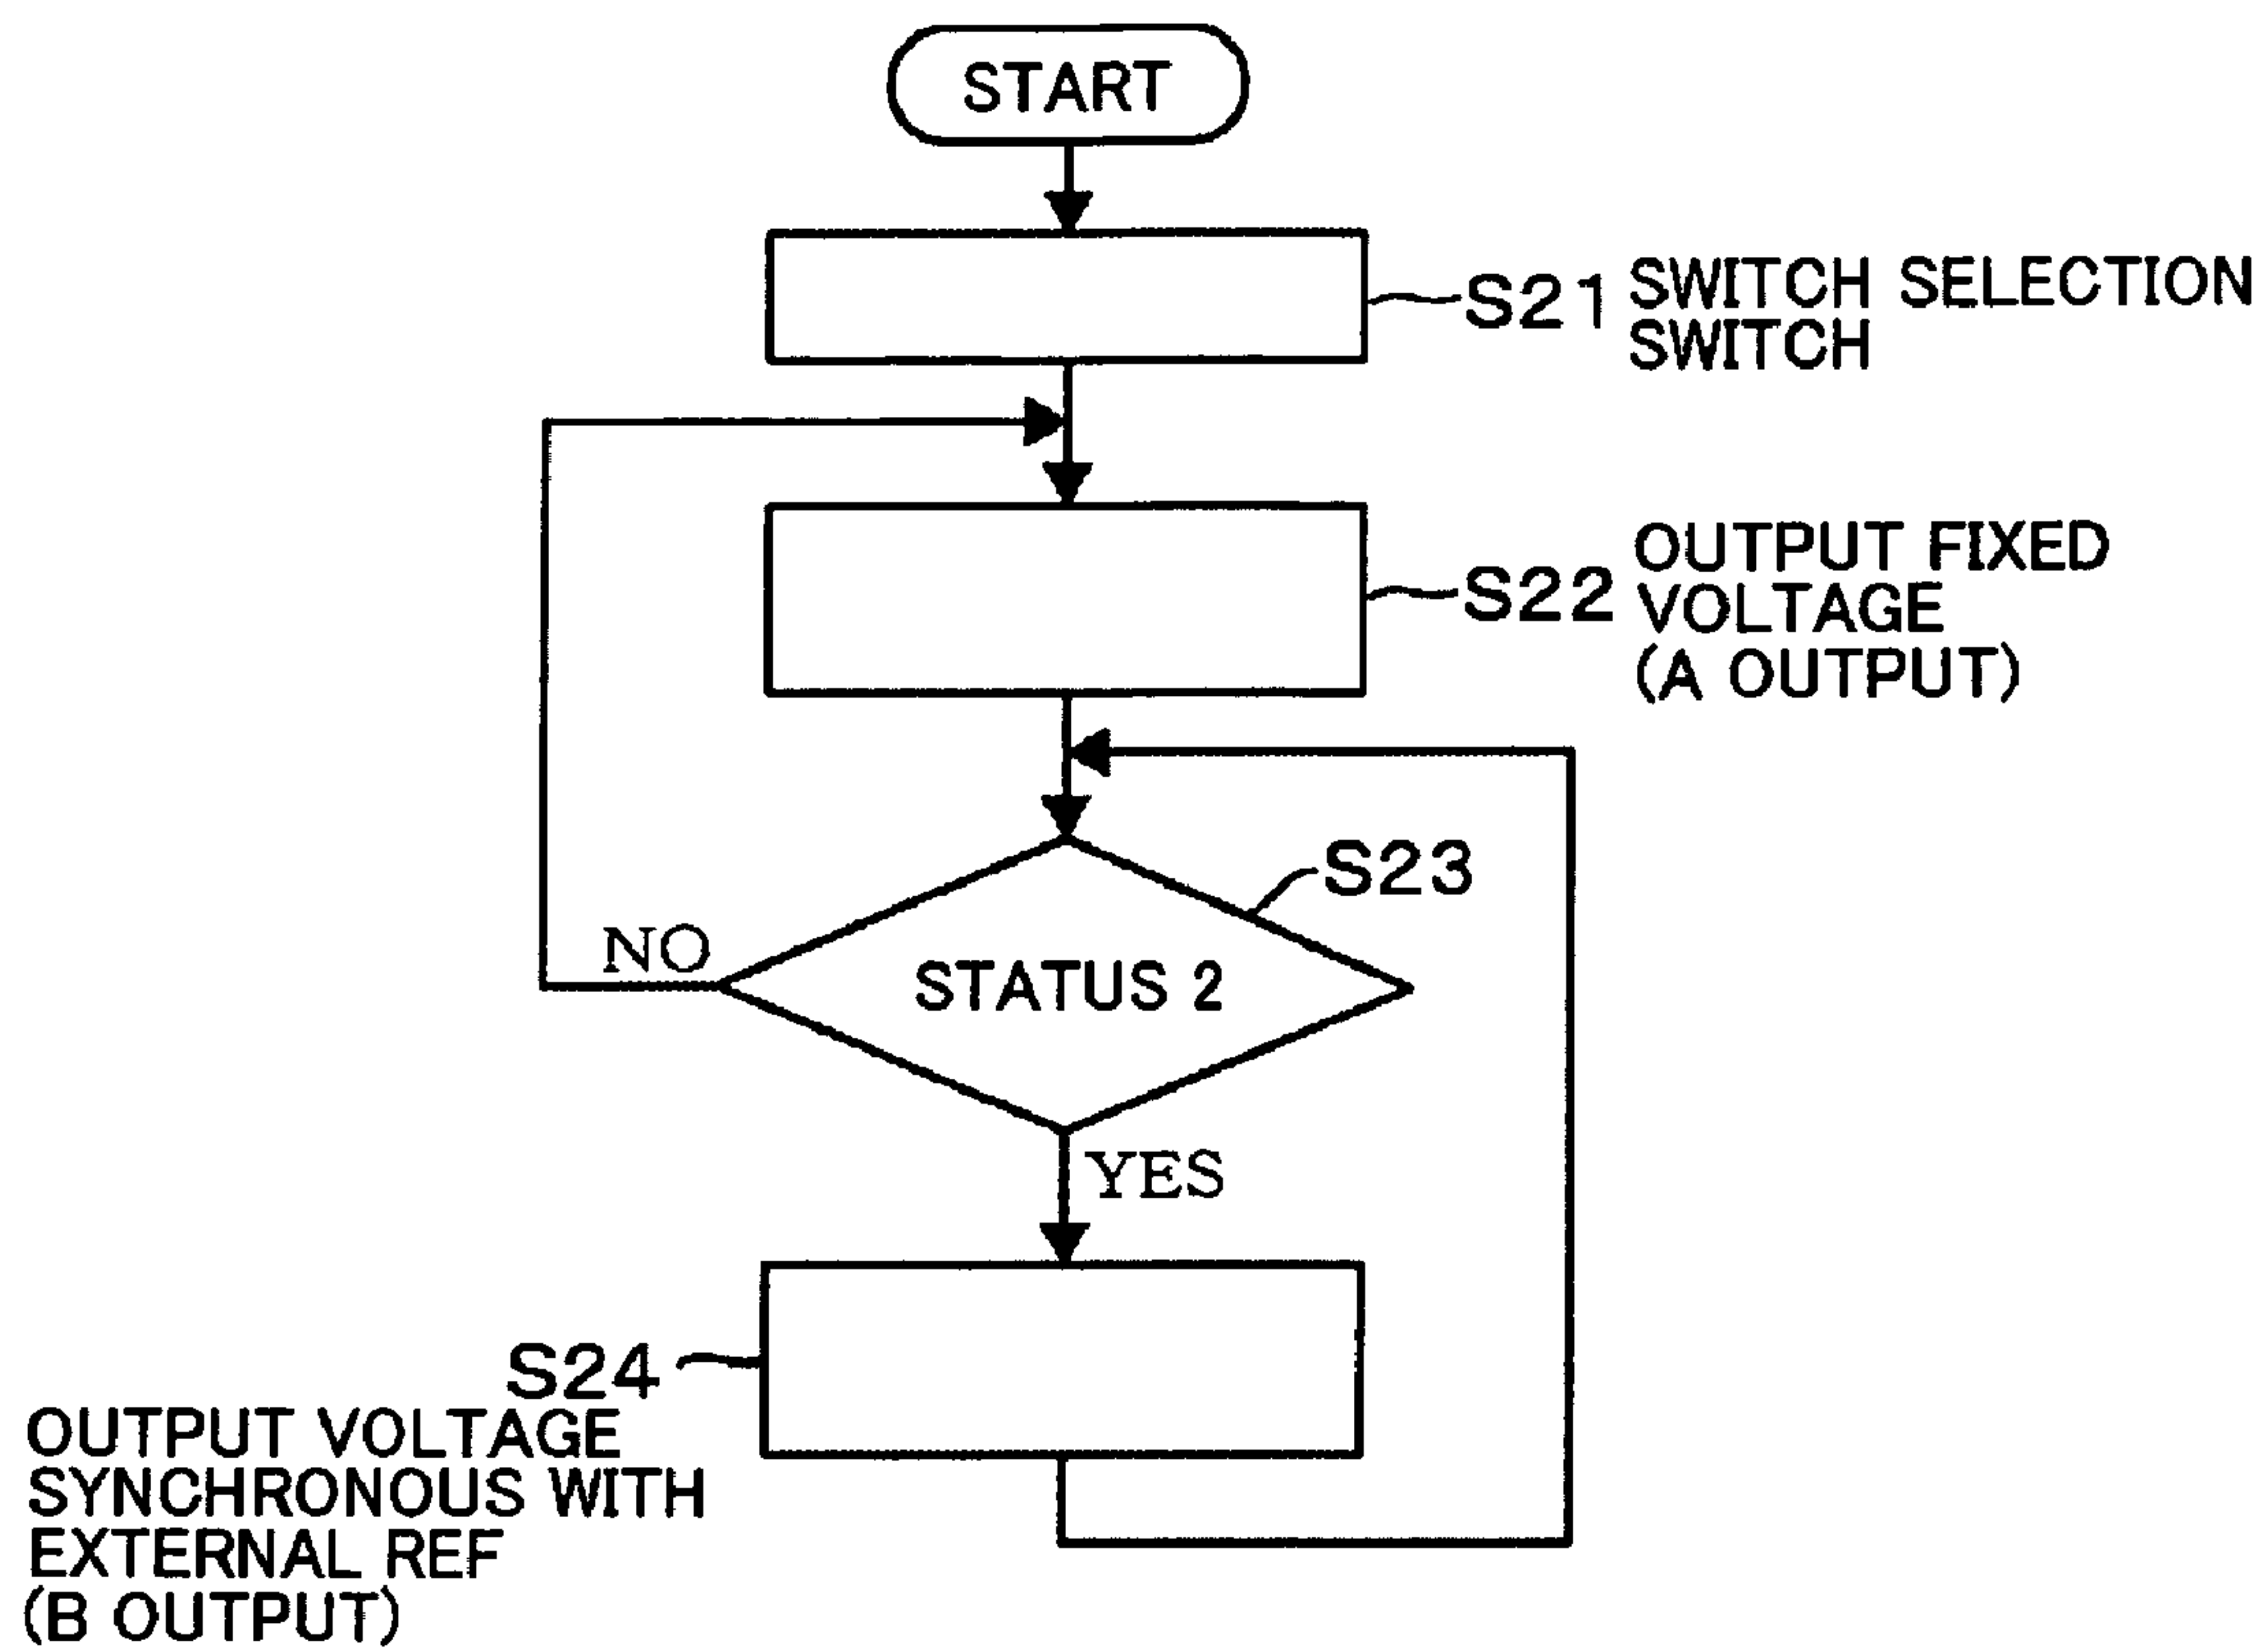 START
S21 SWITCH SELECTION
SWITCH
S22 OUTPUT FIXED
VOLTAGE
(A OUTPUT)
S23
STATUS 2
NO
YES
S24
OUTPUT VOLTAGE
SYNCHRONOUS WITH
EXTERNAL REF
(B OUTPUT)